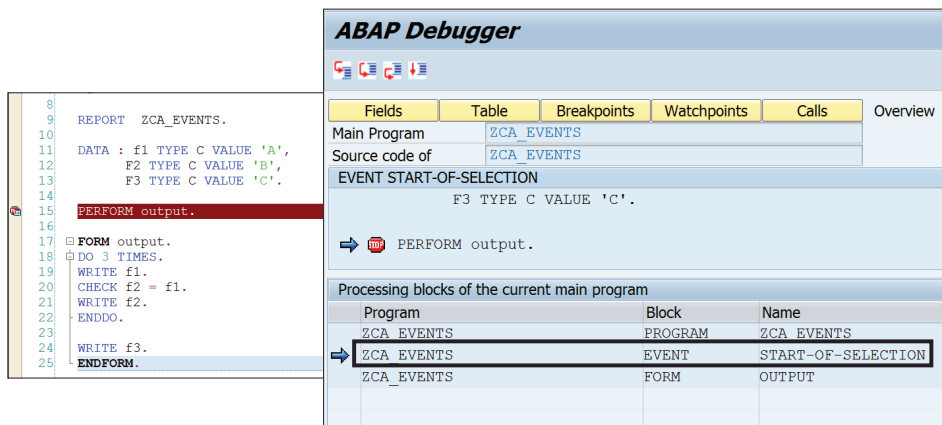 8
9 REPORT ZCA_EVENTS.
10
11 DATA : f1 TYPE C VALUE 'A',
12 F2 TYPE C VALUE 'B',
13 F3 TYPE C VALUE 'C'.
14
15 PERFORM output.
16
17 FORM output.
18 DO 3 TIMES.
19 WRITE f1.
20 CHECK f2 = f1.
21 WRITE f2.
22 ENDDO.
23
24 WRITE f3.
25 ENDFORM.
ABAP Debugger
Fields Table Breakpoints Watchpoints Calls Overview
Main Program ZCA_EVENTS
Source code of ZCA_EVENTS
EVENT START-OF-SELECTION
F3 TYPE C VALUE 'C'.
STOP PERFORM output.
Processing blocks of the current main program
Program Block Name
ZCA_EVENTS PROGRAM ZCA_EVENTS
ZCA_EVENTS EVENT START-OF-SELECTION
ZCA_EVENTS FORM OUTPUT